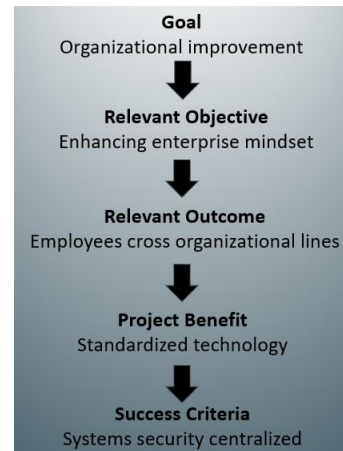 Goal
Organizational improvement
Relevant Objective
Enhancing enterprise mindset
Relevant Outcome
Employees cross organizational lines
Project Benefit
Standardized technology
Success Criteria
Systems security centralized